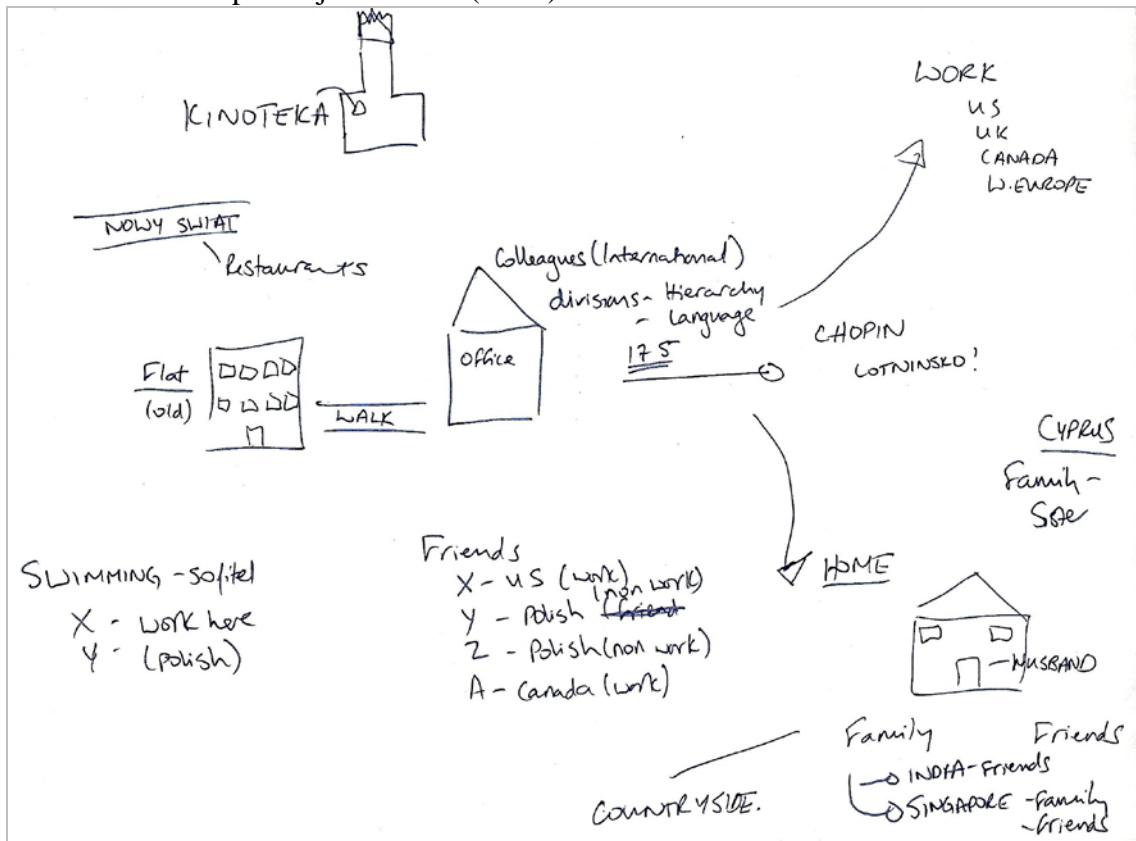 KINOTEKA
WORK
US
UK
CANADA
W.EUROPE
NOWY SWIAT
Restaurants
Colleagues (International)
divisions - Hierarchy
- language
175
CHOPIN
LOTNINSKO!
Office
Flat
(old)
WALK
CYPRUS
Family -
SWIMMING - Sofitel
X - work here
Y - (polish)
Friends
X - US (work)
(non work)
Y - polish
Z - Polish (non work)
A - Canada (work)
HOME
HUSBAND
Family
Friends
INDIA - Friends
SINGAPORE - Family
- friends
COUNTRYSIDE.